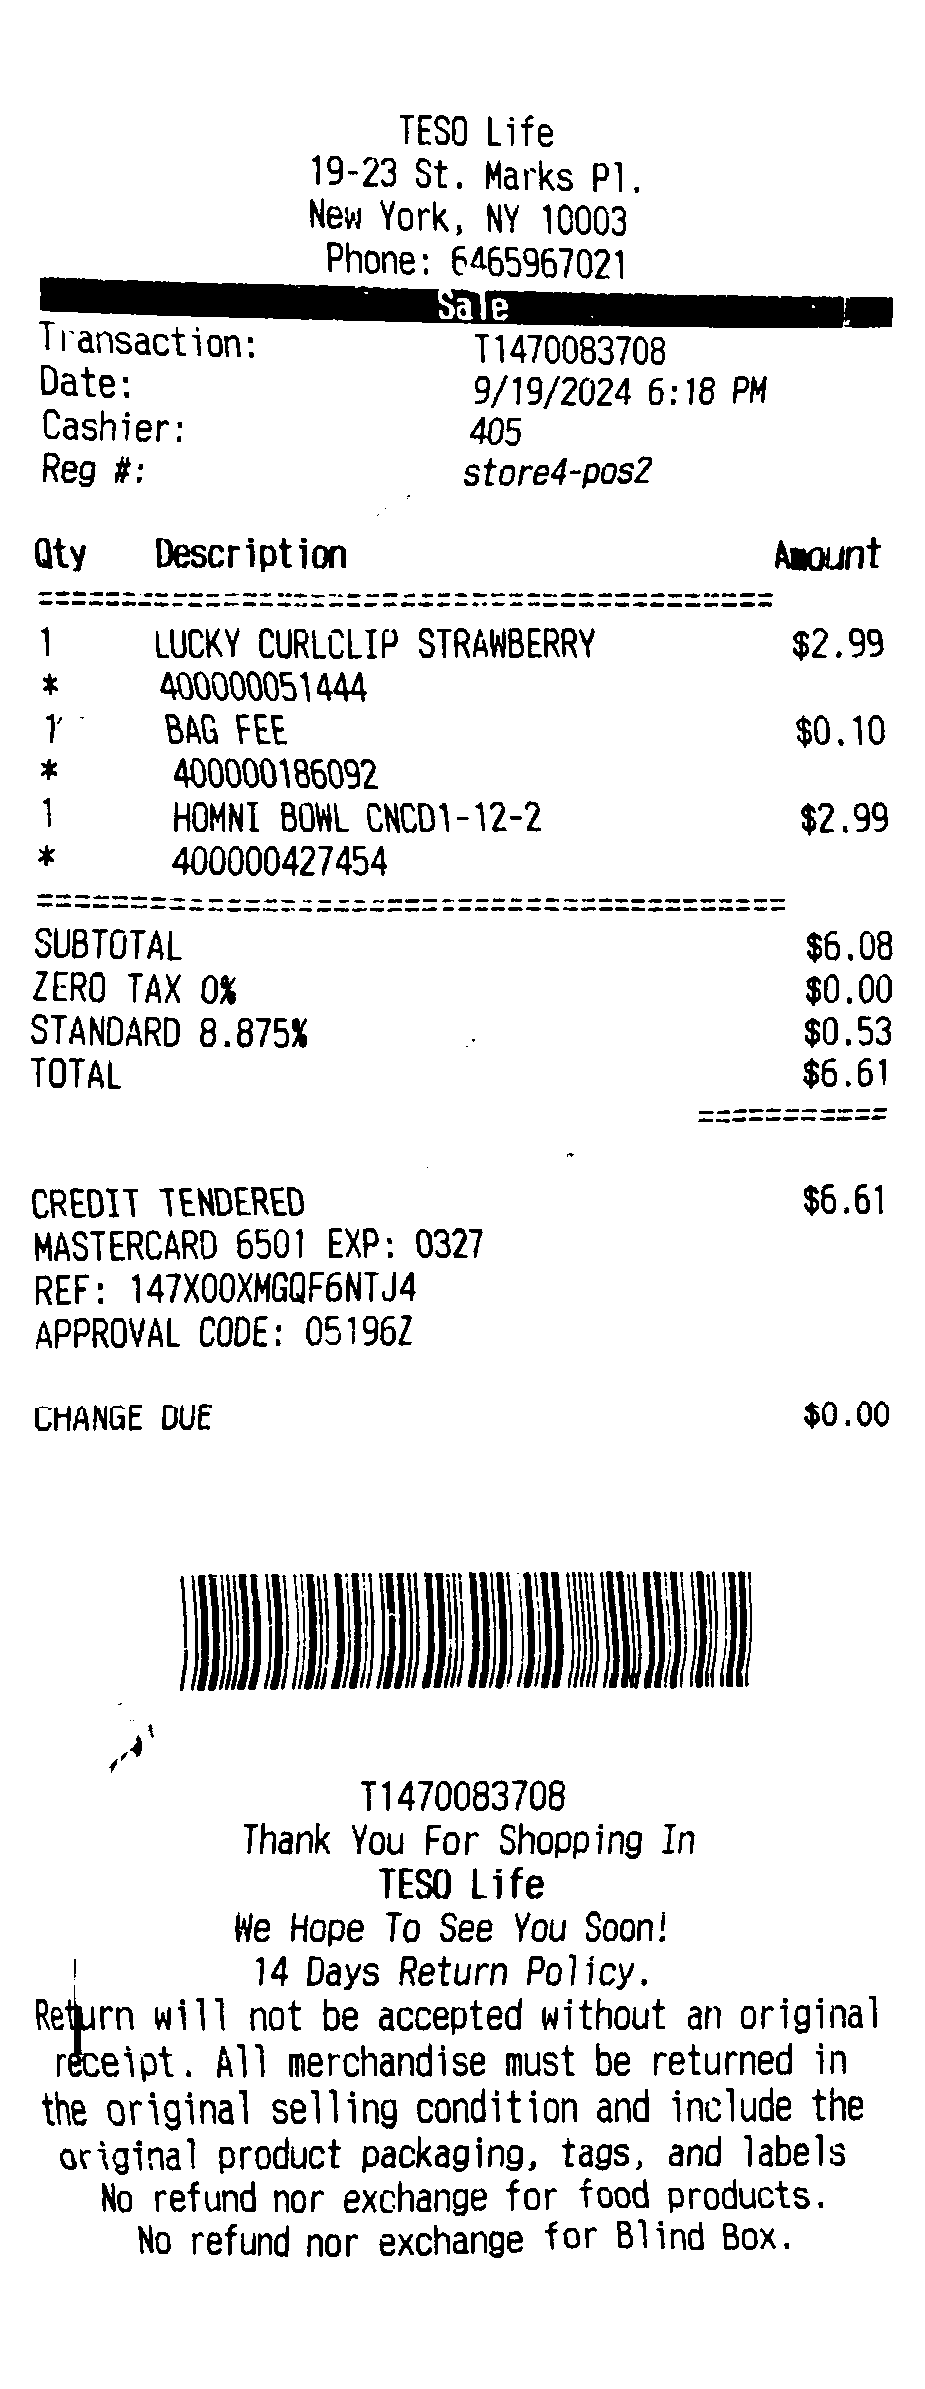 TESO Life
19-23 St. Marks Pl.
New York, NY 10003
Phone: 6465967021
Sale
Transaction: T1470083708
Date: 9/19/2024 6:18 PM
Cashier: 405
Reg #: store4-pos2
Qty Description Amount
========================================
1 LUCKY CURLCLIP STRAWBERRY $2.99
* 400000051444
1 BAG FEE $0.10
* 400000186092
1 HOMNI BOWL CNCD1-12-2 $2.99
* 400000427454
========================================
SUBTOTAL $6.08
ZERO TAX 0% $0.00
STANDARD 8.875% $0.53
TOTAL $6.61
===========
CREDIT TENDERED $6.61
MASTERCARD 6501 EXP: 0327
REF: 147X00XMGQF6NTJ4
APPROVAL CODE: 05196Z
CHANGE DUE $0.00
T1470083708
Thank You For Shopping In
TESO Life
We Hope To See You Soon!
14 Days Return Policy.
Return will not be accepted without an original
receipt. All merchandise must be returned in
the original selling condition and include the
original product packaging, tags, and labels
No refund nor exchange for food products.
No refund nor exchange for Blind Box.